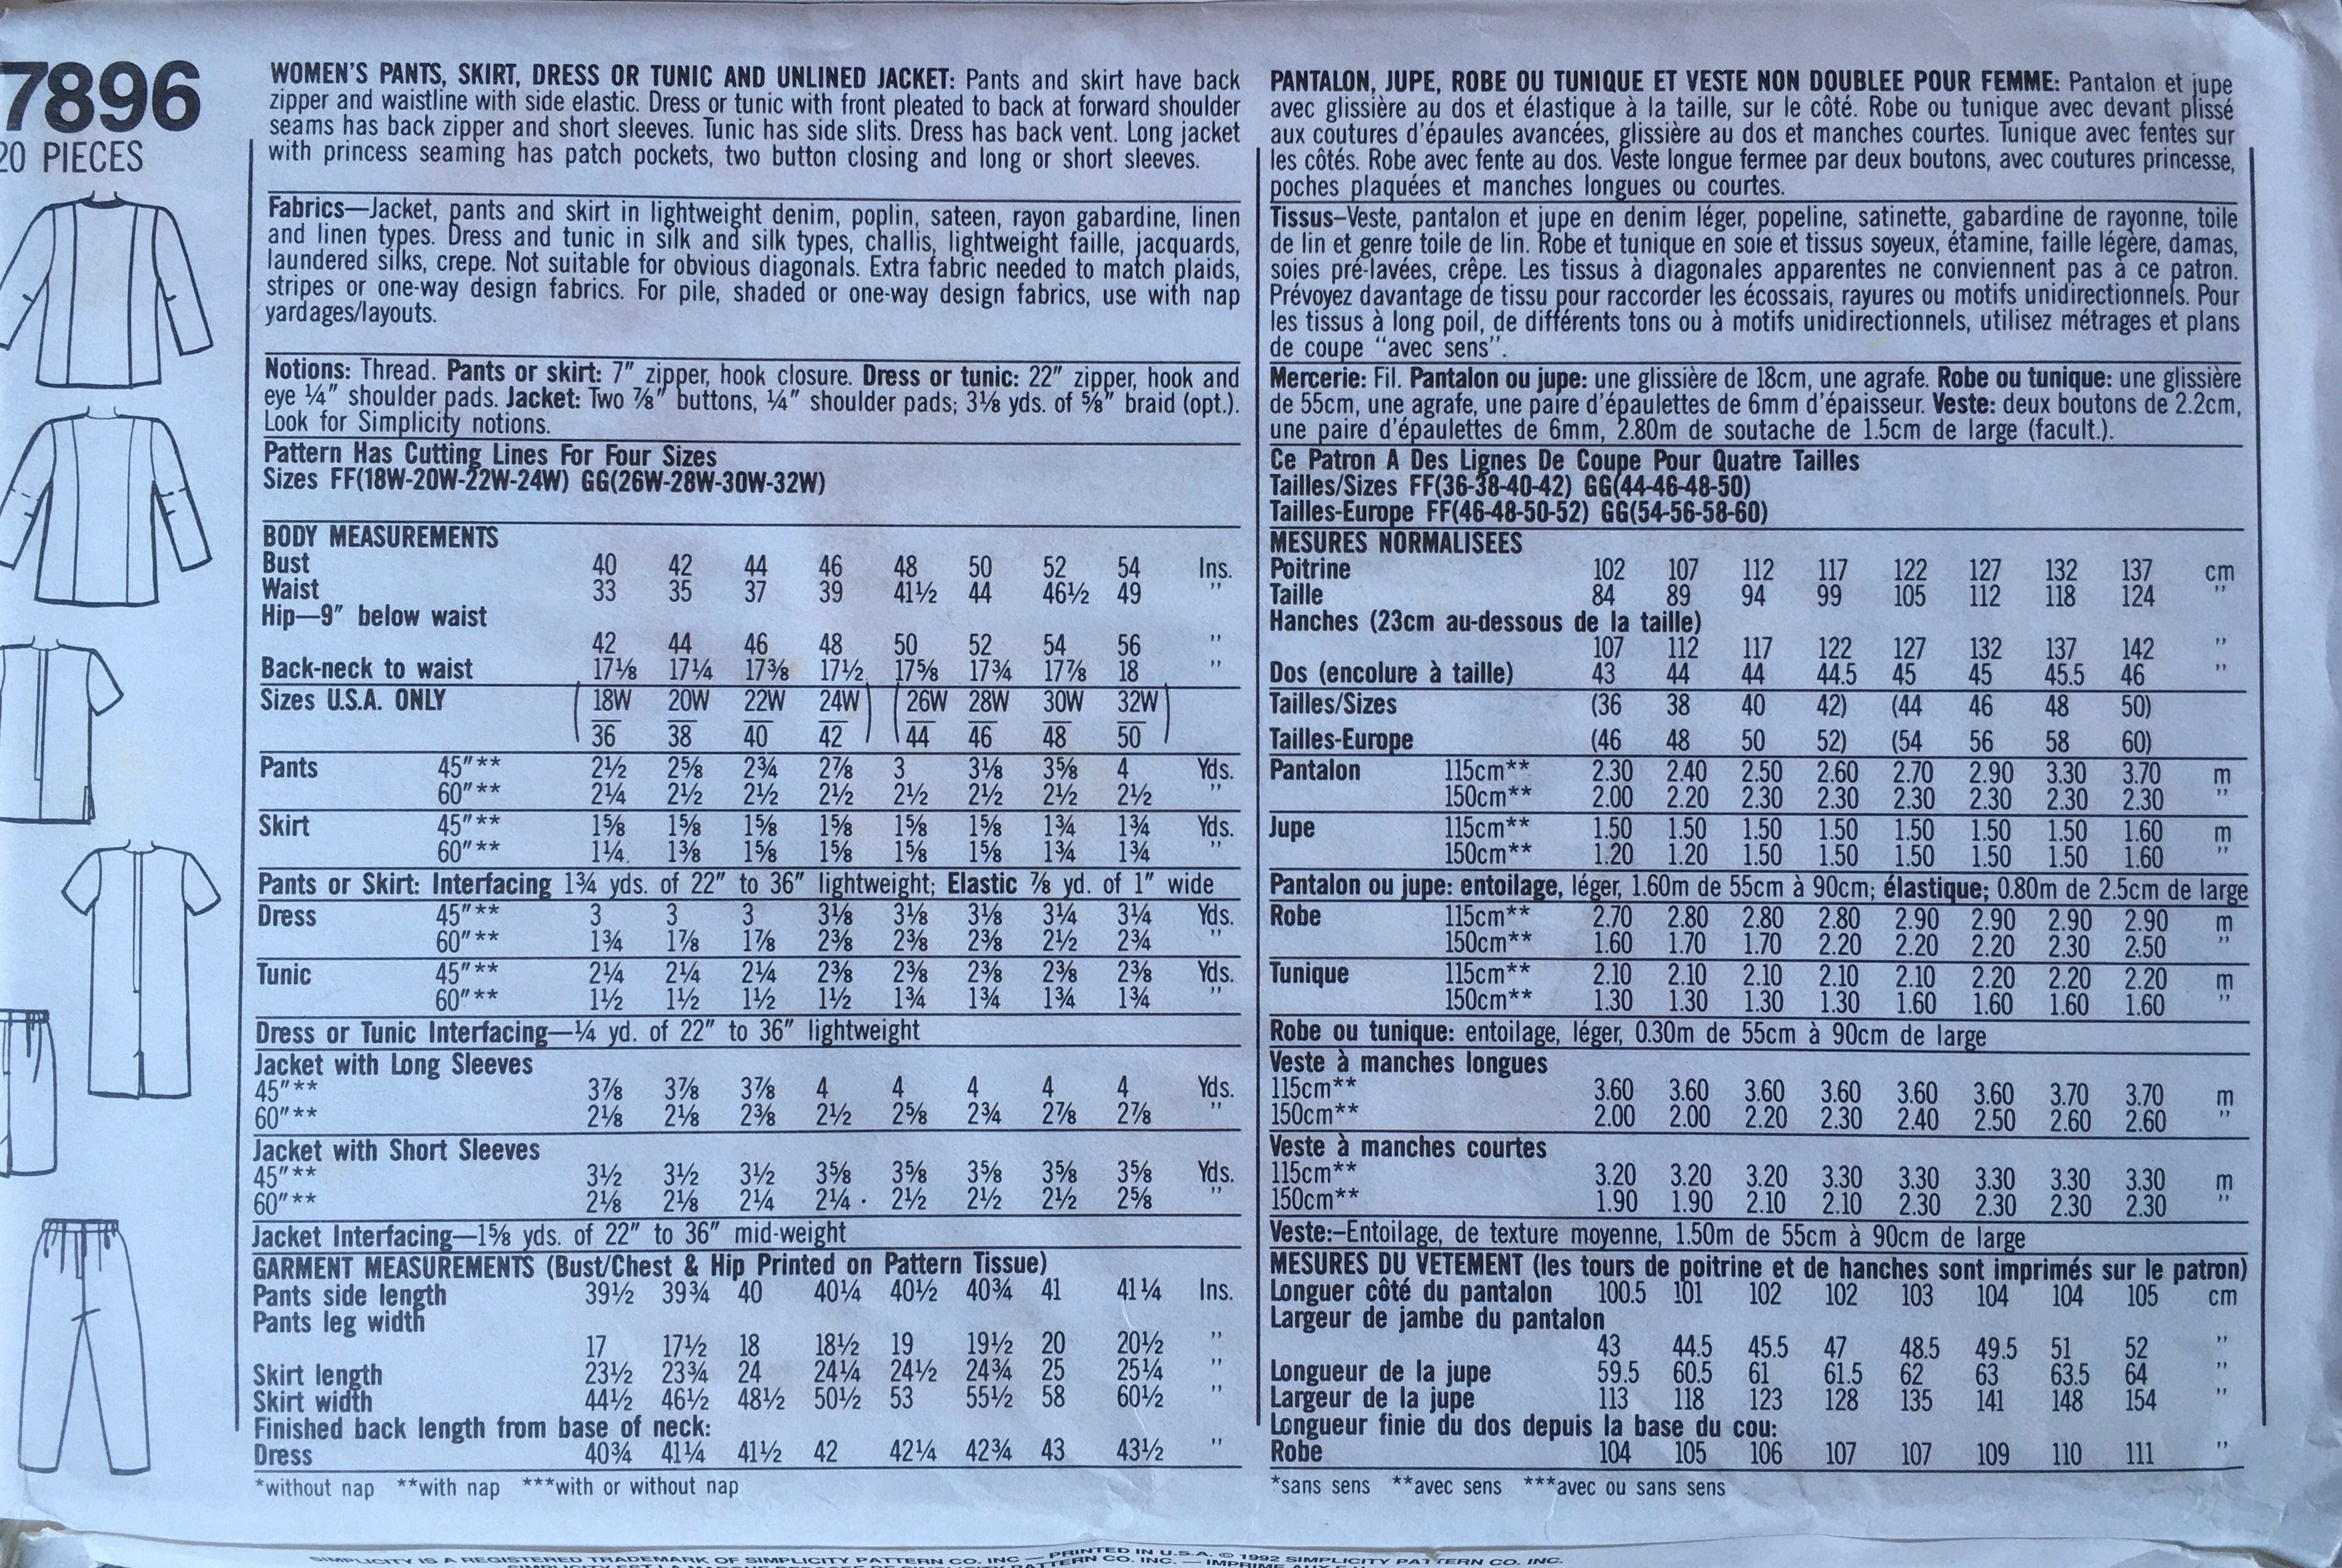 7896
20 PIECES
WOMEN'S PANTS, SKIRT, DRESS OR TUNIC AND UNLINED JACKET: Pants and skirt have back
zipper and waistline with side elastic. Dress or tunic with front pleated to back at forward shoulder
seams has back zipper and short sleeves. Tunic has side slits. Dress has back vent. Long jacket
with princess seaming has patch pockets, two button closing and long or short sleeves.
Fabrics—Jacket, pants and skirt in lightweight denim, poplin, sateen, rayon gabardine, linen
and linen types. Dress and tunic in silk and silk types, challis, lightweight faille, jacquards,
laundered silks, crepe. Not suitable for obvious diagonals. Extra fabric needed to match plaids,
stripes or one-way design fabrics. For pile, shaded or one-way design fabrics, use with nap
yardages/layouts.
Notions: Thread. Pants or skirt: 7" zipper, hook closure. Dress or tunic: 22" zipper, hook and
eye ¼" shoulder pads. Jacket: Two ⅞" buttons, ¼" shoulder pads; 3⅛ yds. of ⅝" braid (opt.).
Look for Simplicity notions.
Pattern Has Cutting Lines For Four Sizes
Sizes FF(18W-20W-22W-24W) GG(26W-28W-30W-32W)
BODY MEASUREMENTS
Bust 40 42 44 46 48 50 52 54 Ins.
Waist 33 35 37 39 41½ 44 46½ 49 "
Hip—9" below waist
42 44 46 48 50 52 54 56 "
Back-neck to waist 17⅛ 17¼ 17⅜ 17½ 17⅝ 17¾ 17⅞ 18 "
Sizes U.S.A. ONLY (18W 20W 22W 24W) (26W 28W 30W 32W)
36 38 40 42 44 46 48 50
Pants 45"** 2½ 2⅝ 2¾ 2⅞ 3 3⅛ 3⅝ 4 Yds.
60"** 2¼ 2½ 2½ 2½ 2½ 2½ 2½ 2½ "
Skirt 45"** 1⅝ 1⅝ 1⅝ 1⅝ 1⅝ 1⅝ 1¾ 1¾ Yds.
60"** 1¼ 1⅜ 1⅝ 1⅝ 1⅝ 1⅝ 1¾ 1¾ "
Pants or Skirt: Interfacing 1¾ yds. of 22" to 36" lightweight; Elastic ⅞ yd. of 1" wide
Dress 45"** 3 3 3 3⅛ 3⅛ 3⅛ 3¼ 3¼ Yds.
60"** 1¾ 1⅞ 1⅞ 2⅜ 2⅜ 2⅜ 2½ 2¾ "
Tunic 45"** 2¼ 2¼ 2¼ 2⅜ 2⅜ 2⅜ 2⅜ 2⅜ Yds.
60"** 1½ 1½ 1½ 1½ 1¾ 1¾ 1¾ 1¾ "
Dress or Tunic Interfacing—¼ yd. of 22" to 36" lightweight
Jacket with Long Sleeves
45"** 3⅞ 3⅞ 3⅞ 4 4 4 4 4 Yds.
60"** 2⅛ 2⅛ 2⅜ 2½ 2⅝ 2¾ 2⅞ 2⅞ "
Jacket with Short Sleeves
45"** 3½ 3½ 3½ 3⅝ 3⅝ 3⅝ 3⅝ 3⅝ Yds.
60"** 2⅛ 2⅛ 2¼ 2¼ 2½ 2½ 2½ 2⅝ "
Jacket Interfacing—1⅝ yds. of 22" to 36" mid-weight
GARMENT MEASUREMENTS (Bust/Chest & Hip Printed on Pattern Tissue)
Pants side length 39½ 39¾ 40 40¼ 40½ 40¾ 41 41¼ Ins.
Pants leg width
17 17½ 18 18½ 19 19½ 20 20½ "
Skirt length 23½ 23¾ 24 24¼ 24½ 24¾ 25 25¼ "
Skirt width 44½ 46½ 48½ 50½ 53 55½ 58 60½ "
Finished back length from base of neck:
Dress 40¾ 41¼ 41½ 42 42¼ 42¾ 43 43½ "
*without nap **with nap ***with or without nap
PANTALON, JUPE, ROBE OU TUNIQUE ET VESTE NON DOUBLEE POUR FEMME: Pantalon et jupe
avec glissière au dos et élastique à la taille, sur le côté. Robe ou tunique avec devant plissé
aux coutures d'épaules avancées, glissière au dos et manches courtes. Tunique avec fentes sur
les côtés. Robe avec fente au dos. Veste longue fermee par deux boutons, avec coutures princesse,
poches plaquées et manches longues ou courtes.
Tissus—Veste, pantalon et jupe en denim léger, popeline, satinette, gabardine de rayonne, toile
de lin et genre toile de lin. Robe et tunique en soie et tissus soyeux, étamine, faille légère, damas,
soies pré-lavées, crêpe. Les tissus à diagonales apparentes ne conviennent pas à ce patron.
Prévoyez davantage de tissu pour raccorder les écossais, rayures ou motifs unidirectionnels. Pour
les tissus à long poil, de différents tons ou à motifs unidirectionnels, utilisez métrages et plans
de coupe "avec sens".
Mercerie: Fil. Pantalon ou jupe: une glissière de 18cm, une agrafe. Robe ou tunique: une glissière
de 55cm, une agrafe, une paire d'épaulettes de 6mm d'épaisseur. Veste: deux boutons de 2.2cm,
une paire d'épaulettes de 6mm, 2.80m de soutache de 1.5cm de large (facult.).
Ce Patron A Des Lignes De Coupe Pour Quatre Tailles
Tailles/Sizes FF(36-38-40-42) GG(44-46-48-50)
Tailles-Europe FF(46-48-50-52) GG(54-56-58-60)
MESURES NORMALISEES
Poitrine 102 107 112 117 122 127 132 137 cm
Taille 84 89 94 99 105 112 118 124 "
Hanches (23cm au-dessous de la taille)
107 112 117 122 127 132 137 142 "
Dos (encolure à taille) 43 44 44 44.5 45 45 45.5 46 "
Tailles/Sizes (36 38 40 42) (44 46 48 50)
Tailles-Europe (46 48 50 52) (54 56 58 60)
Pantalon 115cm** 2.30 2.40 2.50 2.60 2.70 2.90 3.30 3.70 m
150cm** 2.00 2.20 2.30 2.30 2.30 2.30 2.30 2.30 "
Jupe 115cm** 1.50 1.50 1.50 1.50 1.50 1.50 1.50 1.60 m
150cm** 1.20 1.20 1.50 1.50 1.50 1.50 1.50 1.60 "
Pantalon ou jupe: entoilage, léger, 1.60m de 55cm à 90cm; élastique; 0.80m de 2.5cm de large
Robe 115cm** 2.70 2.80 2.80 2.80 2.90 2.90 2.90 2.90 m
150cm** 1.60 1.70 1.70 2.20 2.20 2.20 2.30 2.50 "
Tunique 115cm** 2.10 2.10 2.10 2.10 2.10 2.20 2.20 2.20 m
150cm** 1.30 1.30 1.30 1.30 1.60 1.60 1.60 1.60 "
Robe ou tunique: entoilage, léger, 0.30m de 55cm à 90cm de large
Veste à manches longues
115cm** 3.60 3.60 3.60 3.60 3.60 3.60 3.70 3.70 m
150cm** 2.00 2.00 2.20 2.30 2.40 2.50 2.60 2.60 "
Veste à manches courtes
115cm** 3.20 3.20 3.20 3.30 3.30 3.30 3.30 3.30 m
150cm** 1.90 1.90 2.10 2.10 2.30 2.30 2.30 2.30 "
Veste:—Entoilage, de texture moyenne, 1.50m de 55cm à 90cm de large
MESURES DU VETEMENT (les tours de poitrine et de hanches sont imprimés sur le patron)
Longuer côté du pantalon 100.5 101 102 102 103 104 104 105 cm
Largeur de jambe du pantalon
43 44.5 45.5 47 48.5 49.5 51 52 "
Longueur de la jupe 59.5 60.5 61 61.5 62 63 63.5 64 "
Largeur de la jupe 113 118 123 128 135 141 148 154 "
Longueur finie du dos depuis la base du cou:
Robe 104 105 106 107 107 109 110 111 "
*sans sens **avec sens ***avec ou sans sens
SIMPLICITY IS A REGISTERED TRADEMARK OF SIMPLICITY PATTERN CO. INC. — PRINTED IN U.S.A. © 1992 SIMPLICITY PATTERN CO. INC.